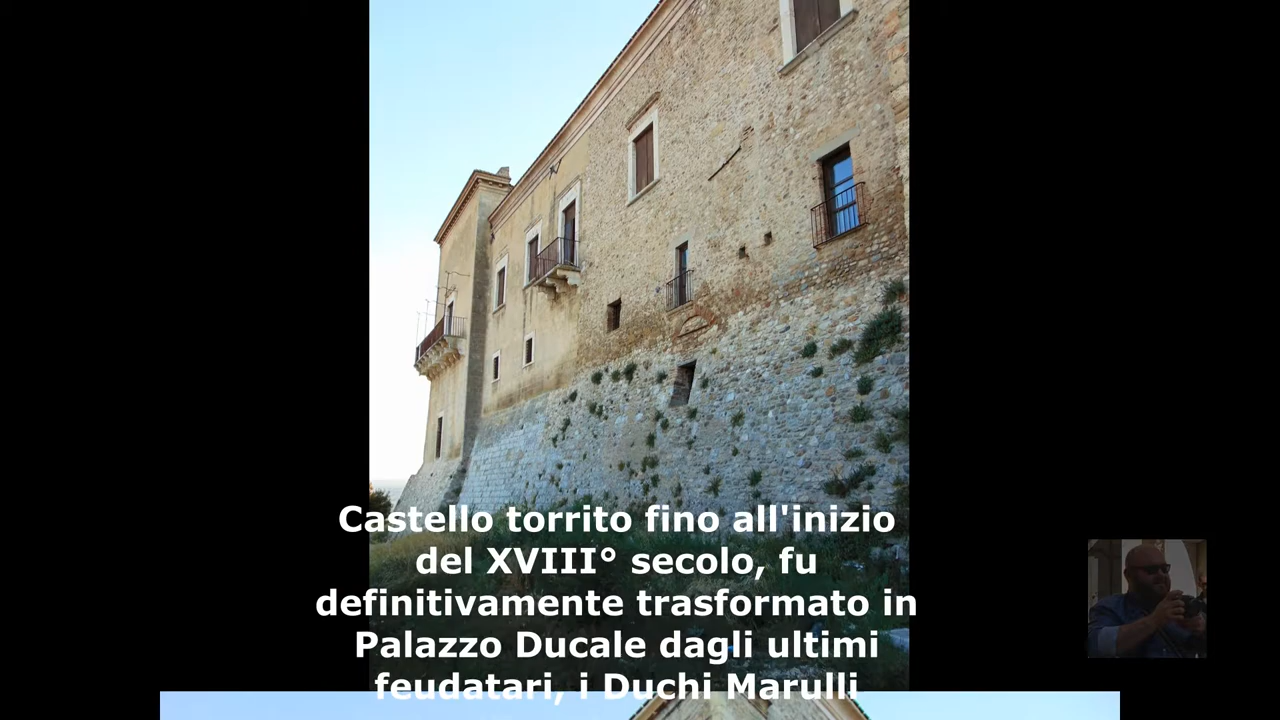 Castello torrito fino all'inizio
del XVIII° secolo, fu
definitivamente trasformato in
Palazzo Ducale dagli ultimi
feudatari, i Duchi Marulli